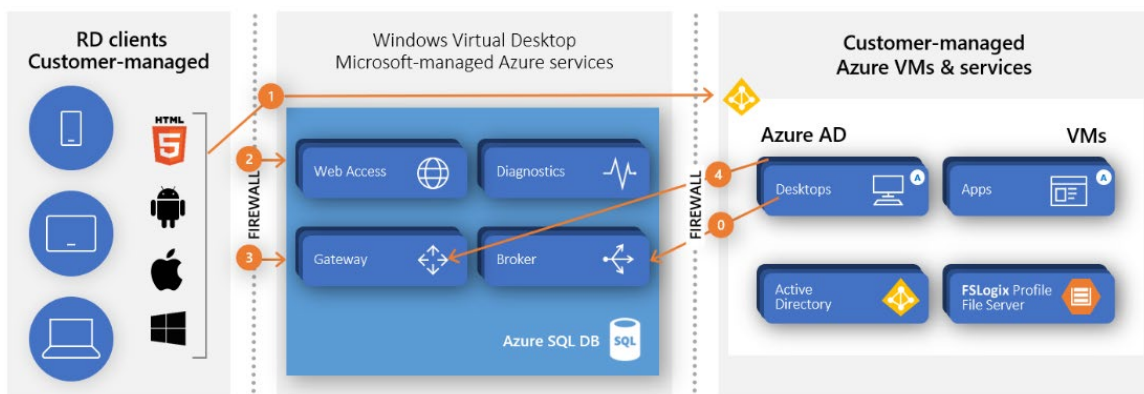 RD clients
Customer-managed
HTML
5
FIREWALL
Windows Virtual Desktop
Microsoft-managed Azure services
1
2
Web Access
Diagnostics
3
Gateway
Broker
Azure SQL DB
SQL
FIREWALL
4
0
Customer-managed
Azure VMs & services
Azure AD
VMs
Desktops
A
Apps
A
Active
Directory
FSLogix Profile
File Server